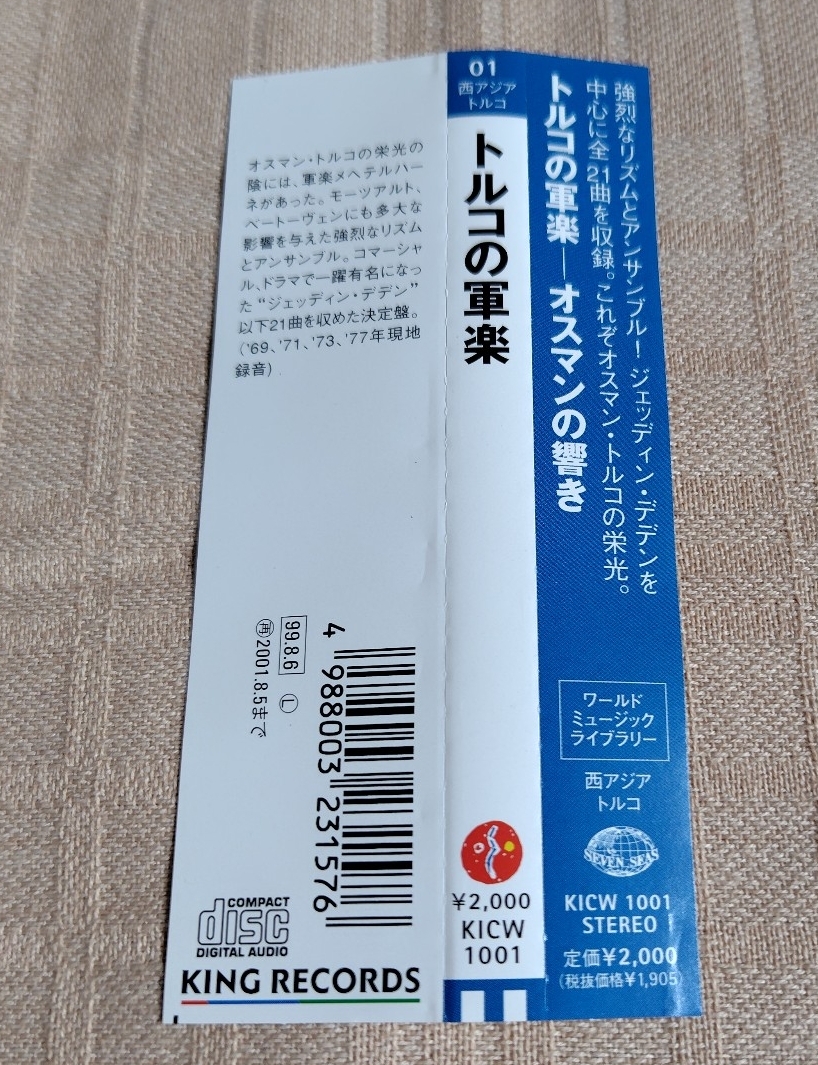 オスマン・トルコの栄光の
陰には、軍楽メヘテルハー
ネがあった。モーツアルト、
ベートーヴェンにも多大な
影響を与えた強烈なリズム
とアンサンブル。コマーシャ
ル、ドラマで一躍有名になっ
た“ジェッディン・デデン”
以下21曲を収めた決定盤。
('69、'71、'73、'77年現地
録音)
4 988003 231576
99.8.6 Ⓛ
㊢2001.8.5まで
COMPACT
disc
DIGITAL AUDIO
KING RECORDS
01
西アジア
トルコ
トルコの軍楽
¥2,000
KICW
1001
強烈なリズムとアンサンブル! ジェッディン・デデンを
中心に全21曲を収録。これぞオスマン・トルコの栄光。
トルコの軍楽―オスマンの響き
ワールド
ミュージック
ライブラリー
西アジア
トルコ
SEVEN SEAS
KICW 1001
STEREO
定価¥2,000
(税抜価格¥1,905)